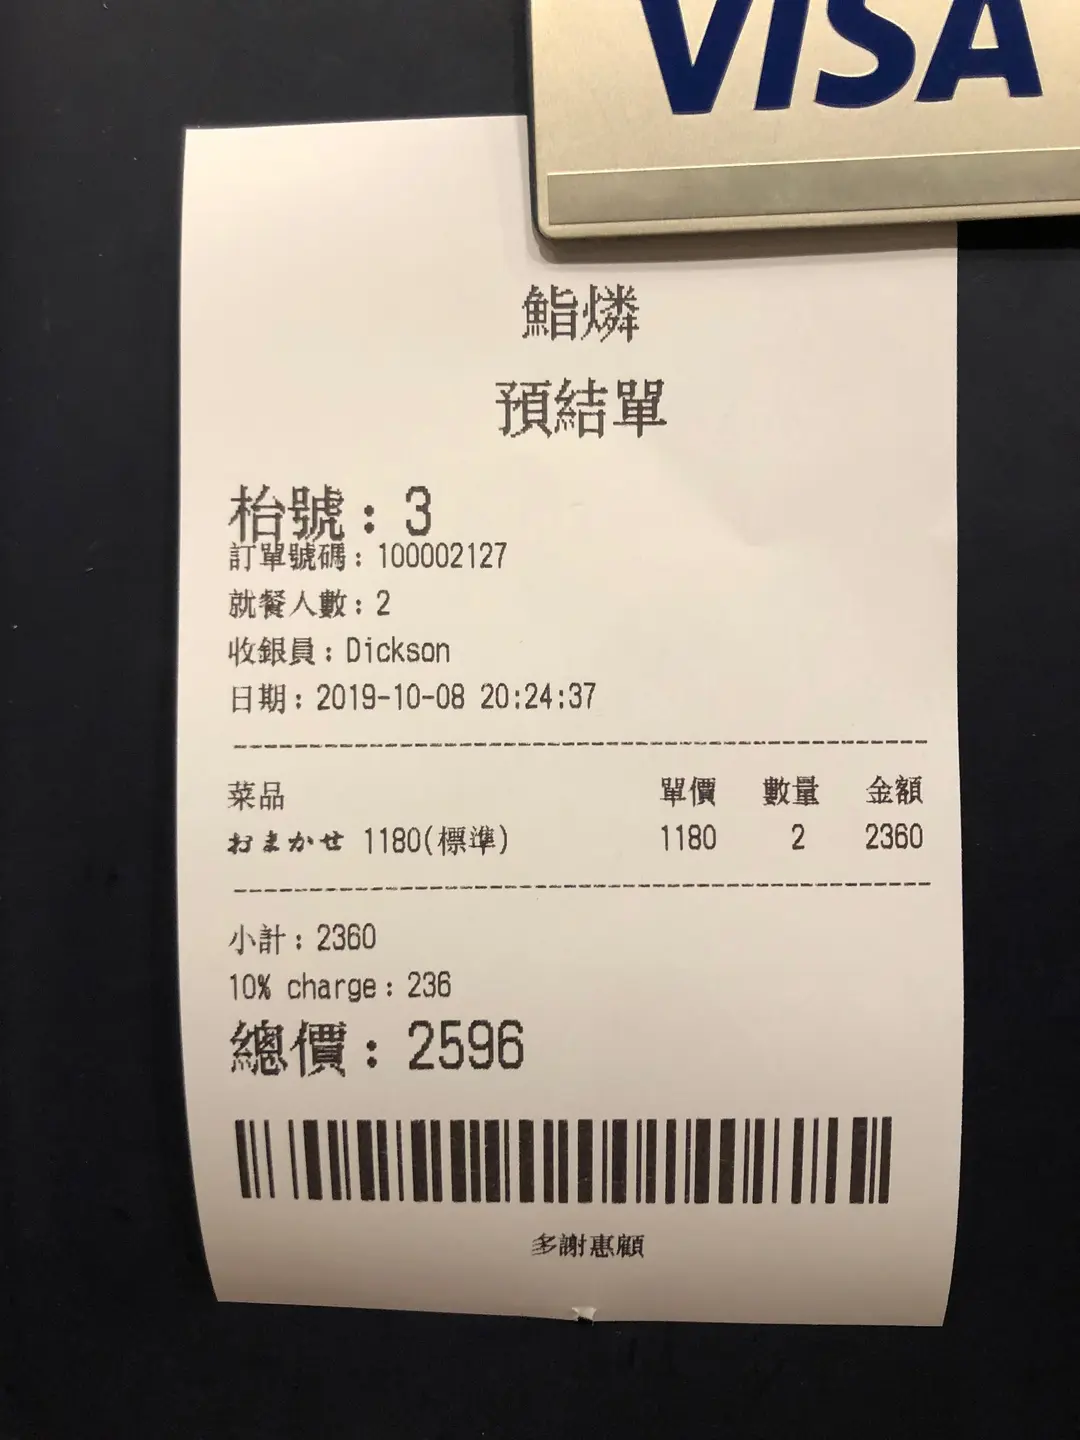 VISA
鮨燐
預結單
枱號：3
訂單號碼：100002127
就餐人數：2
收銀員：Dickson
日期：2019-10-08 20:24:37
菜品 單價 數量 金額
おまかせ 1180(標準) 1180 2 2360
小計：2360
10% charge：236
總價：2596
多謝惠顧